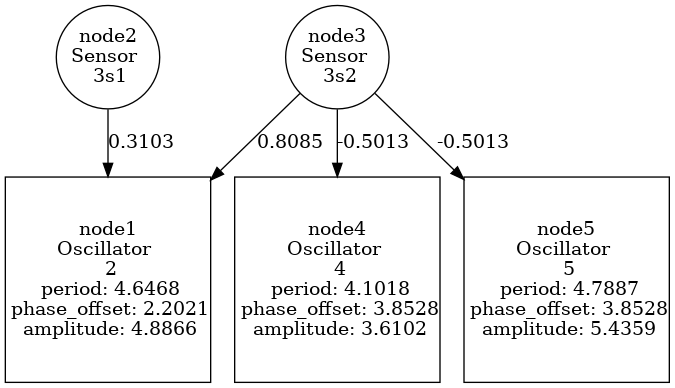 node2
Sensor
3s1
node3
Sensor
3s2
0.3103
0.8085
-0.5013
-0.5013
node1
Oscillator
2
period: 4.6468
phase_offset: 2.2021
amplitude: 4.8866
node4
Oscillator
4
period: 4.1018
phase_offset: 3.8528
amplitude: 3.6102
node5
Oscillator
5
period: 4.7887
phase_offset: 3.8528
amplitude: 5.4359